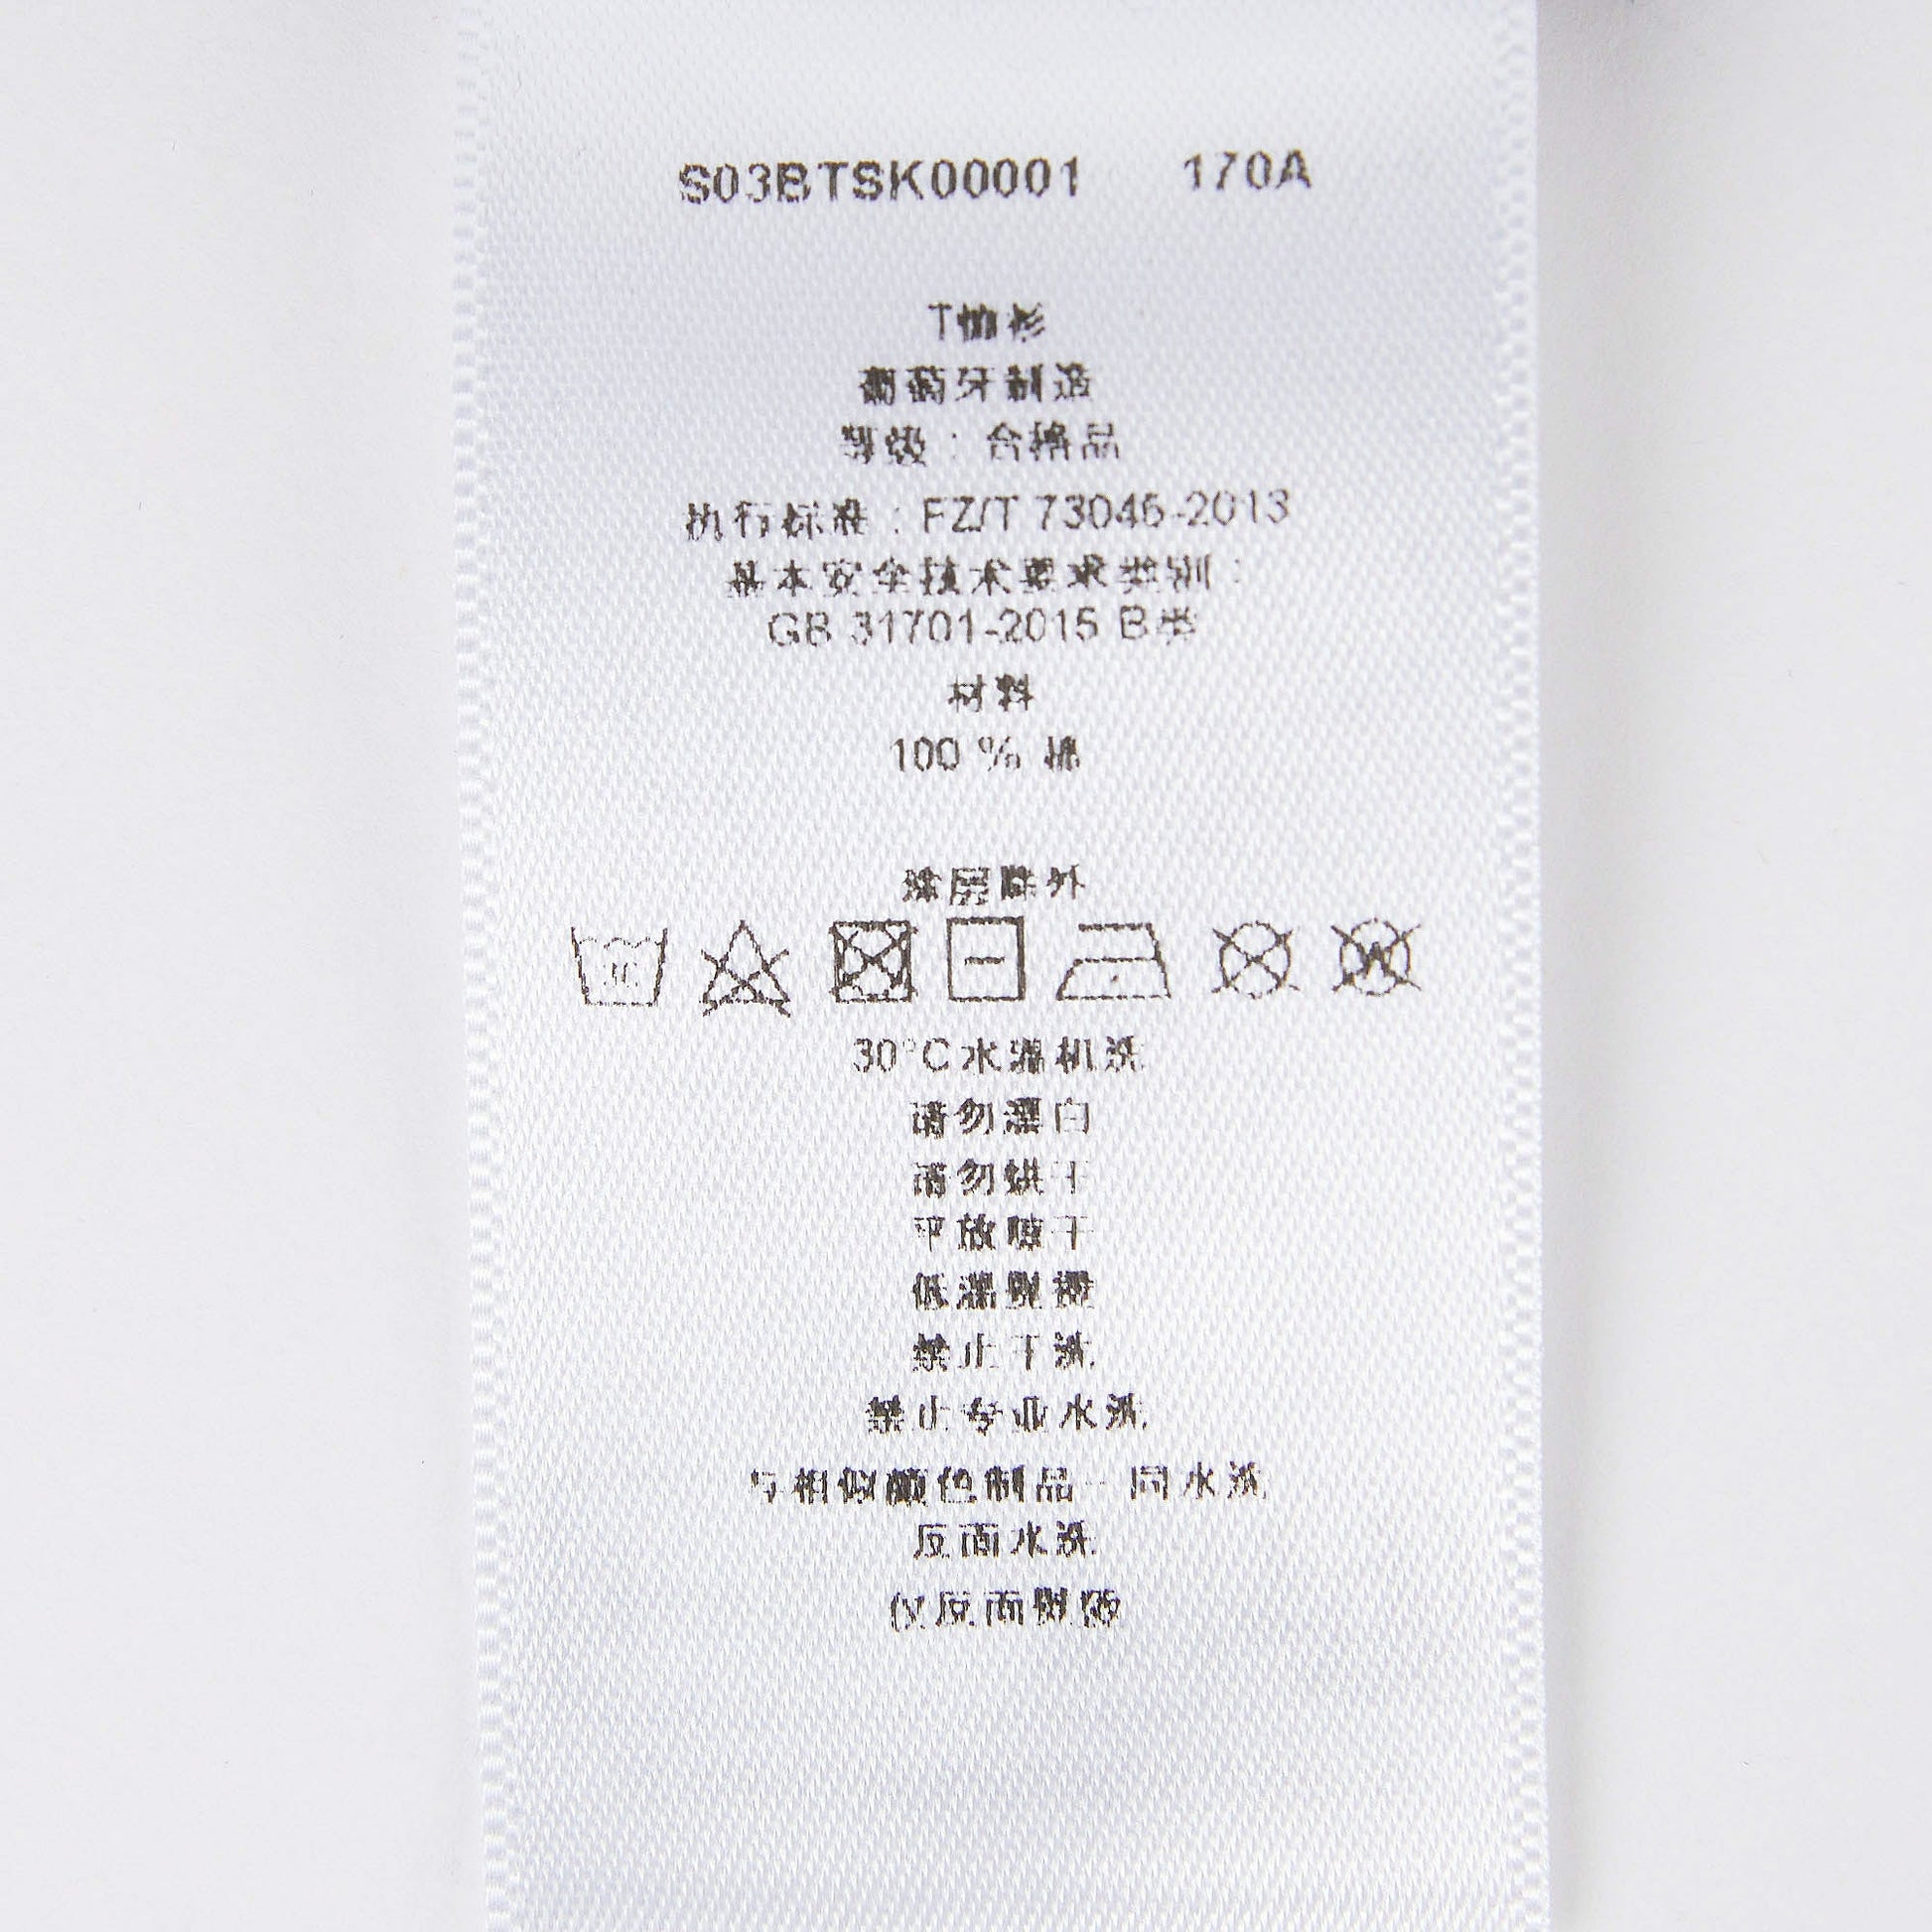 S03BTSK00001 170A
T恤衫
葡萄牙制造
等级：合格品
执行标准：FZ/T 73045-2013
基本安全技术要求类别：
GB 31701-2015 B类
材料
100 % 棉
涂层除外
30°C水温机洗
请勿漂白
请勿烘干
平放晾干
低温熨烫
禁止干洗
禁止专业水洗
与相似颜色制品一同水洗
反面水洗
仅反面熨烫